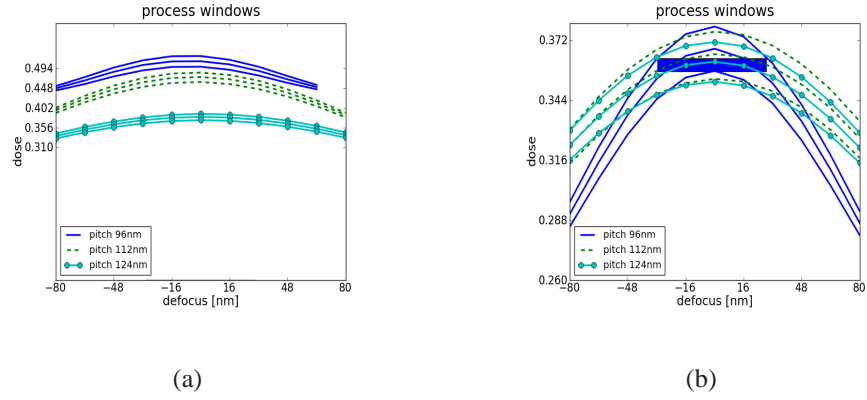 process windows
dose
0.494
0.448
0.402
0.356
0.310
pitch 96nm
pitch 112nm
pitch 124nm
−80
−48
−16
16
48
80
defocus [nm]
(a)
process windows
dose
0.372
0.344
0.316
0.288
0.260
pitch 96nm
pitch 112nm
pitch 124nm
−80
−48
−16
16
48
80
defocus [nm]
(b)